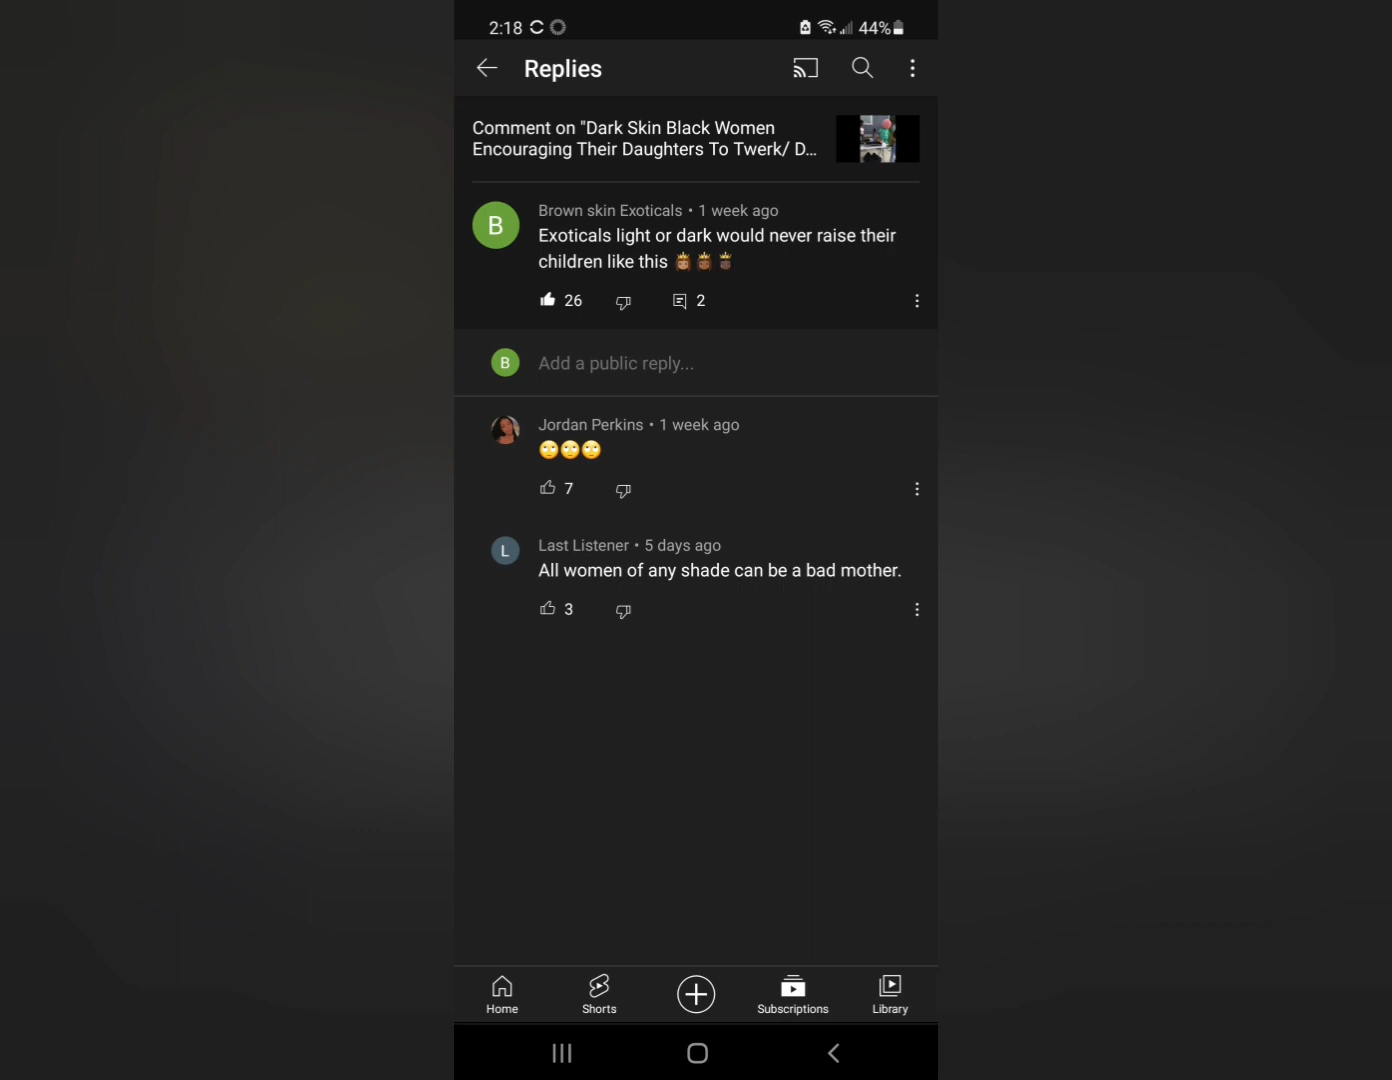 2:18 44%
Replies
Comment on "Dark Skin Black Women
Encouraging Their Daughters To Twerk/ D...
B
Brown skin Exoticals • 1 week ago
Exoticals light or dark would never raise their
children like this 👸🏽👸🏾👸🏿
26 2
B Add a public reply...
Jordan Perkins • 1 week ago
🙄🙄🙄
7
L
Last Listener • 5 days ago
All women of any shade can be a bad mother.
3
Home Shorts Subscriptions Library